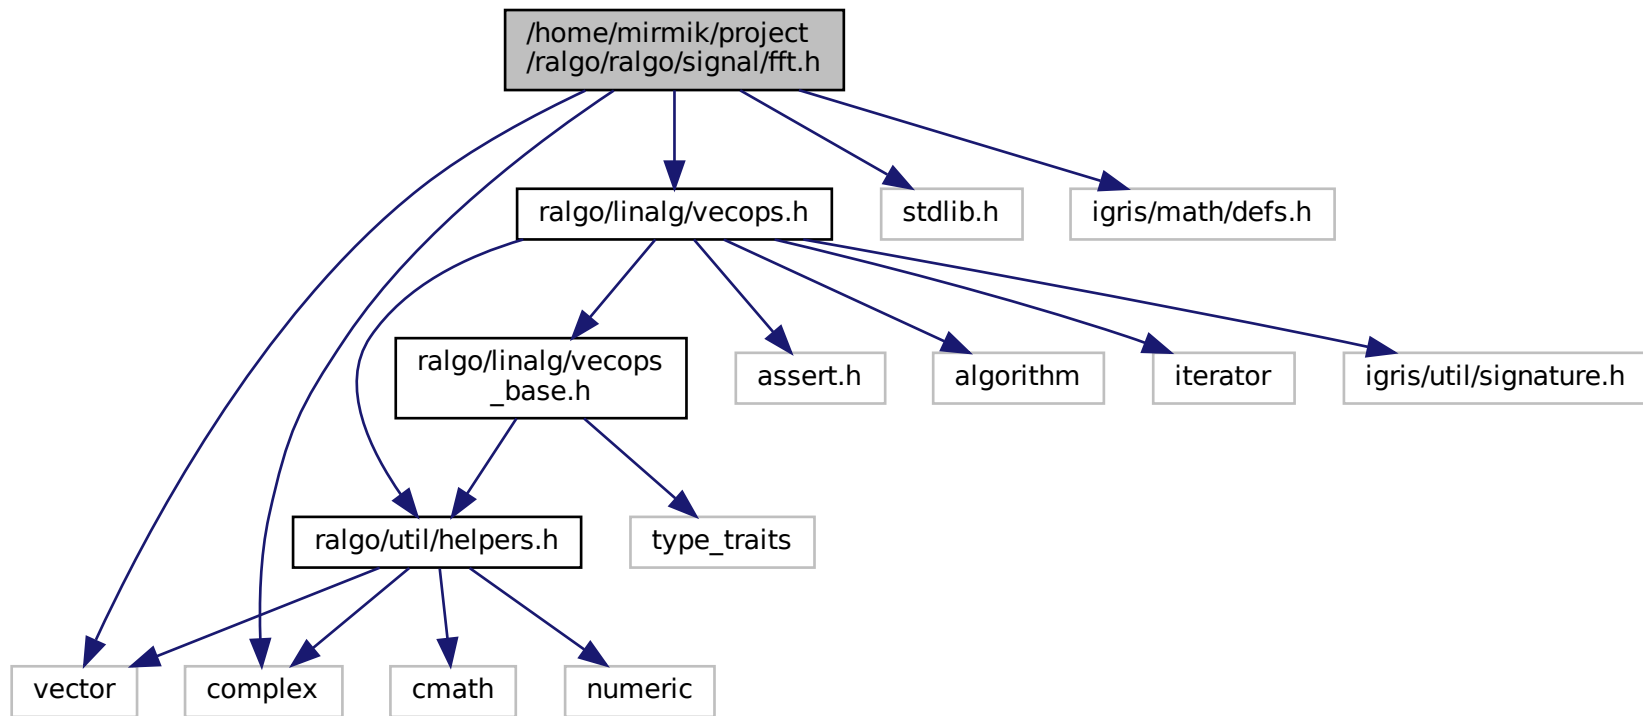 /home/mirmik/project
/ralgo/ralgo/signal/fft.h
ralgo/linalg/vecops.h
stdlib.h
igris/math/defs.h
ralgo/linalg/vecops
_base.h
assert.h
algorithm
iterator
igris/util/signature.h
ralgo/util/helpers.h
type_traits
vector
complex
cmath
numeric